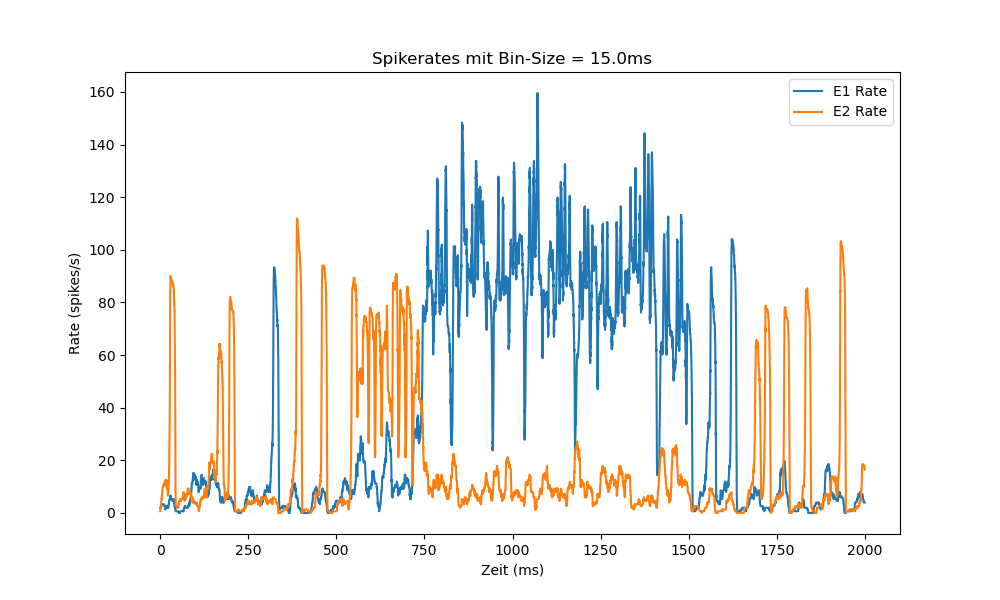 Spikerates mit Bin-Size = 15.0ms
E1 Rate
E2 Rate
160
140
120
100
80
60
40
20
0
Rate (spikes/s)
0 250 500 750 1000 1250 1500 1750 2000
Zeit (ms)